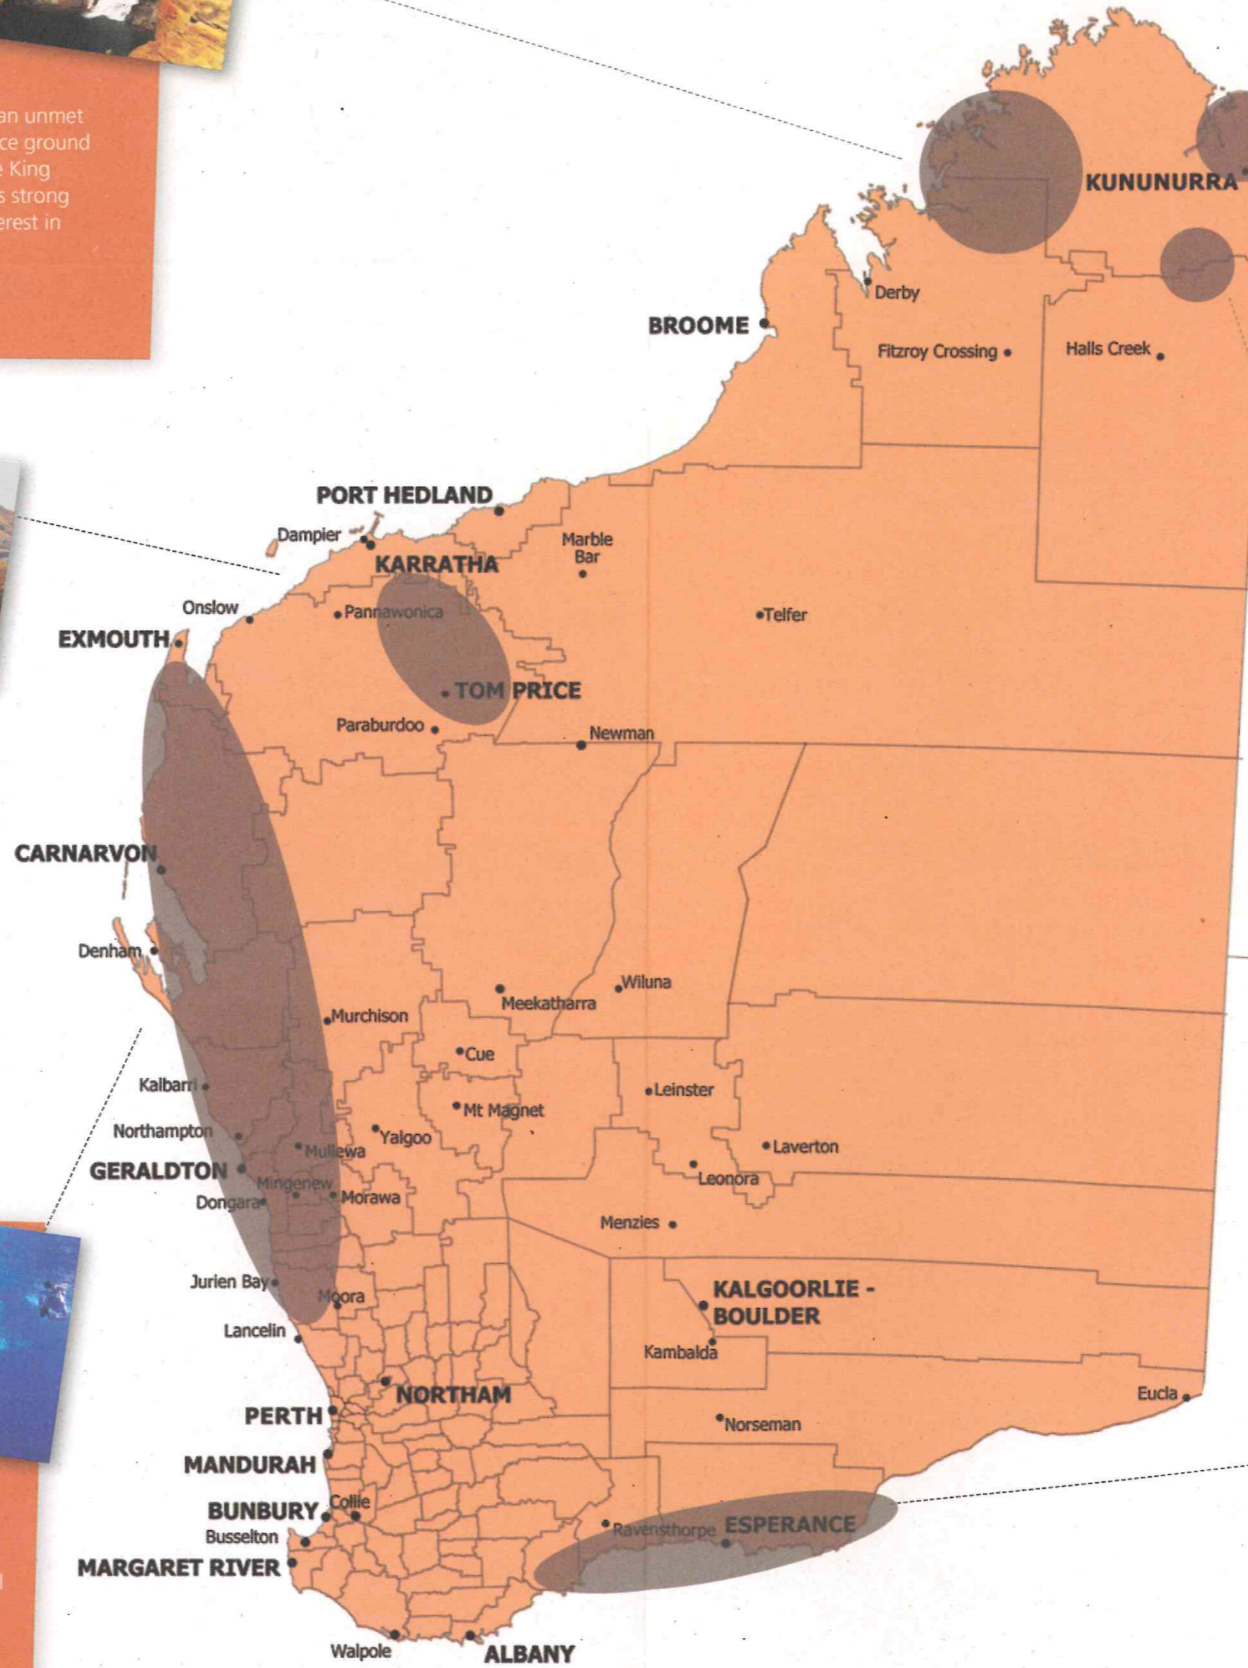 an unmet
ce ground
e King
s strong
erest in
KUNUNURRA
Derby
BROOME
Fitzroy Crossing
Halls Creek
PORT HEDLAND
Dampier
KARRATHA
Marble
Bar
Onslow
Pannawonica
Telfer
EXMOUTH
TOM PRICE
Paraburdoo
Newman
CARNARVON
Denham
Wiluna
Meekatharra
Murchison
Cue
Kalbarri
Leinster
Mt Magnet
Northampton
Yalgoo
Mullewa
Laverton
GERALDTON
Leonora
Mingenew
Morawa
Dongara
Menzies
Jurien Bay
Moora
KALGOORLIE -
BOULDER
Lancelin
Kambalda
NORTHAM
Eucla
PERTH
Norseman
MANDURAH
Collie
BUNBURY
Ravensthorpe
ESPERANCE
Busselton
MARGARET RIVER
Walpole
ALBANY